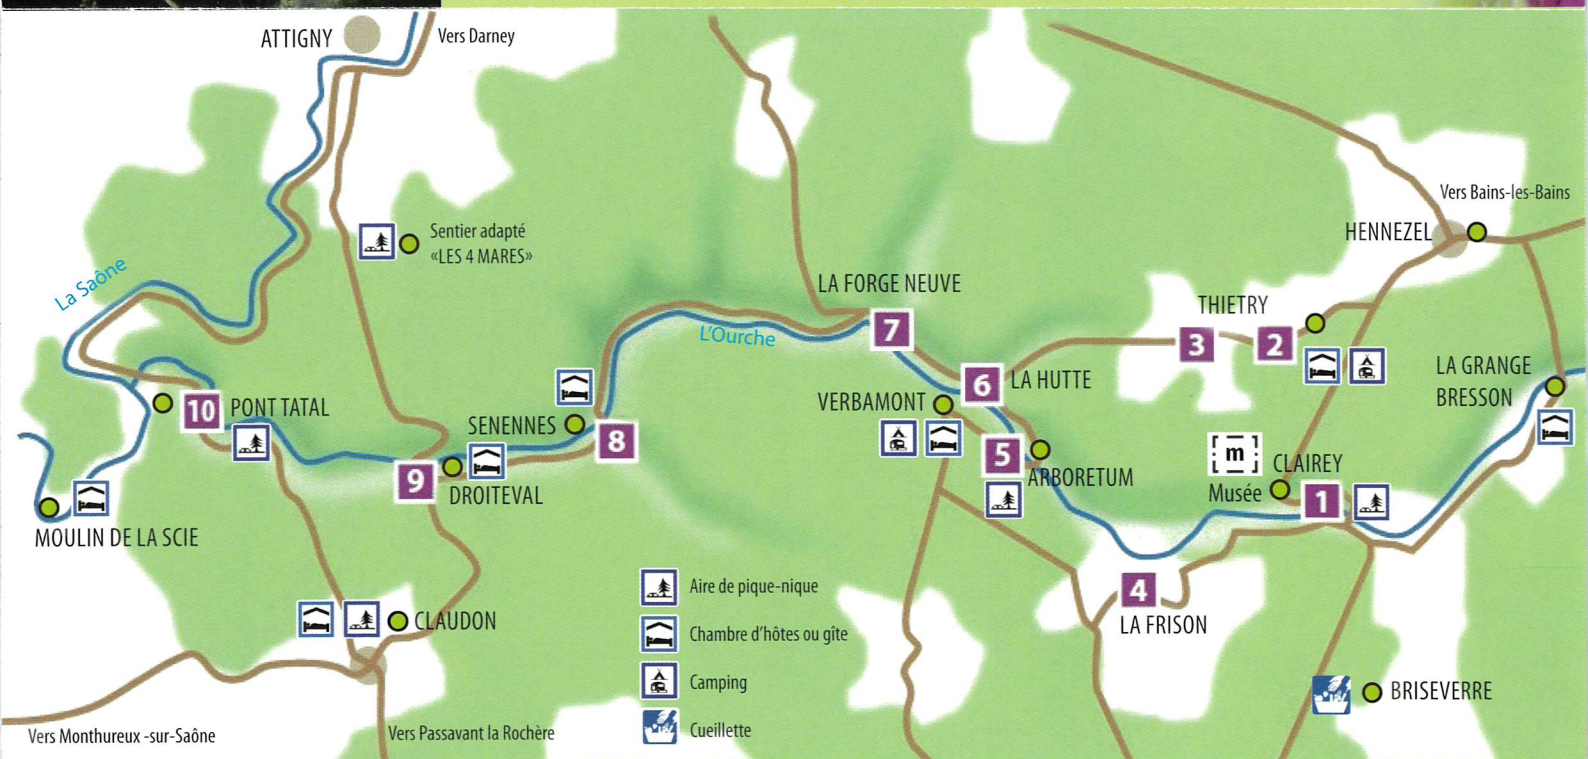 ATTIGNY
Vers Darney
Vers Bains-les-Bains
HENNEZEL
Sentier adapté
«LES 4 MARES»
La Saône
LA FORGE NEUVE
THIETRY
L'Ourche
7
3
2
6
LA HUTTE
LA GRANGE
BRESSON
VERBAMONT
10
PONT TATAL
SENENNES
8
5
ARBORETUM
m
CLAIREY
Musée
1
9
DROITEVAL
MOULIN DE LA SCIE
4
LA FRISON
CLAUDON
Aire de pique-nique
Chambre d'hôtes ou gîte
Camping
Cueillette
BRISEVERRE
Vers Monthureux -sur-Saône
Vers Passavant la Rochère